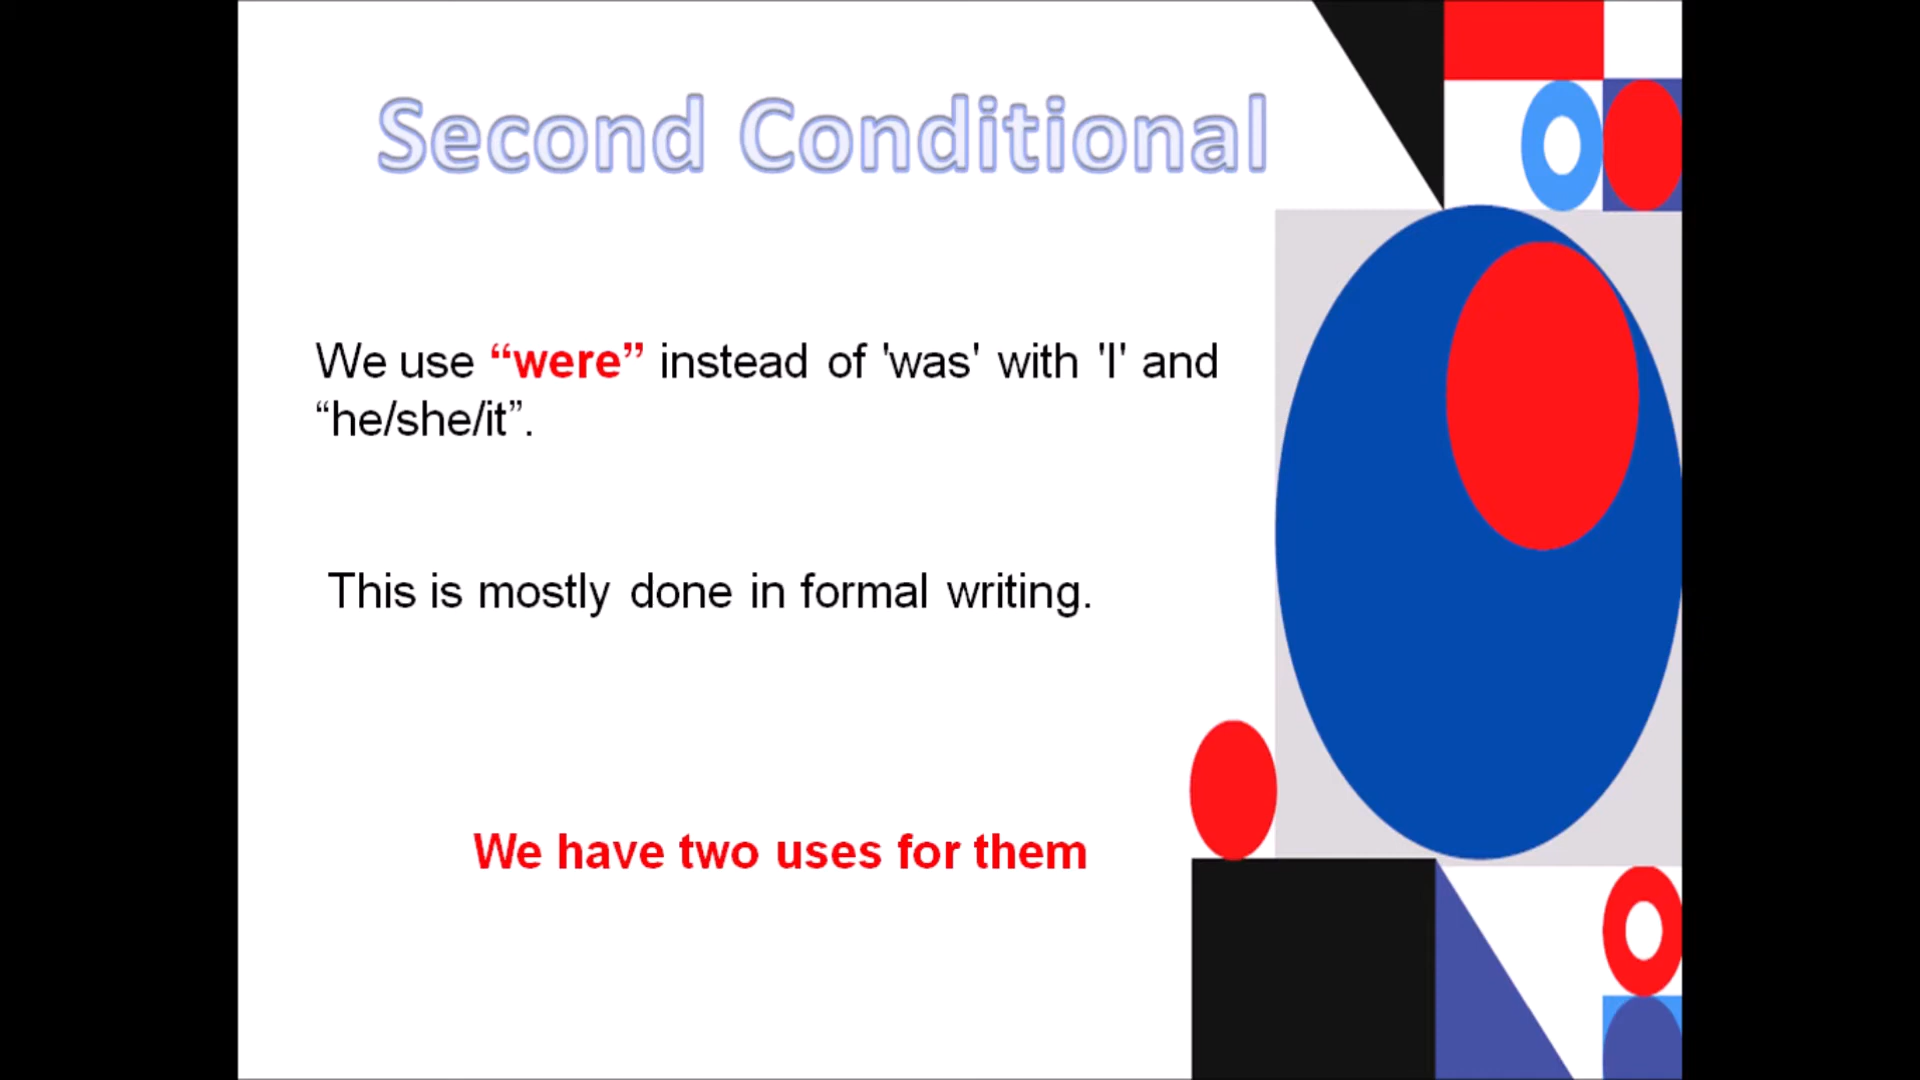 Second Conditional
We use “were” instead of 'was' with 'I' and
“he/she/it”.
This is mostly done in formal writing.
We have two uses for them